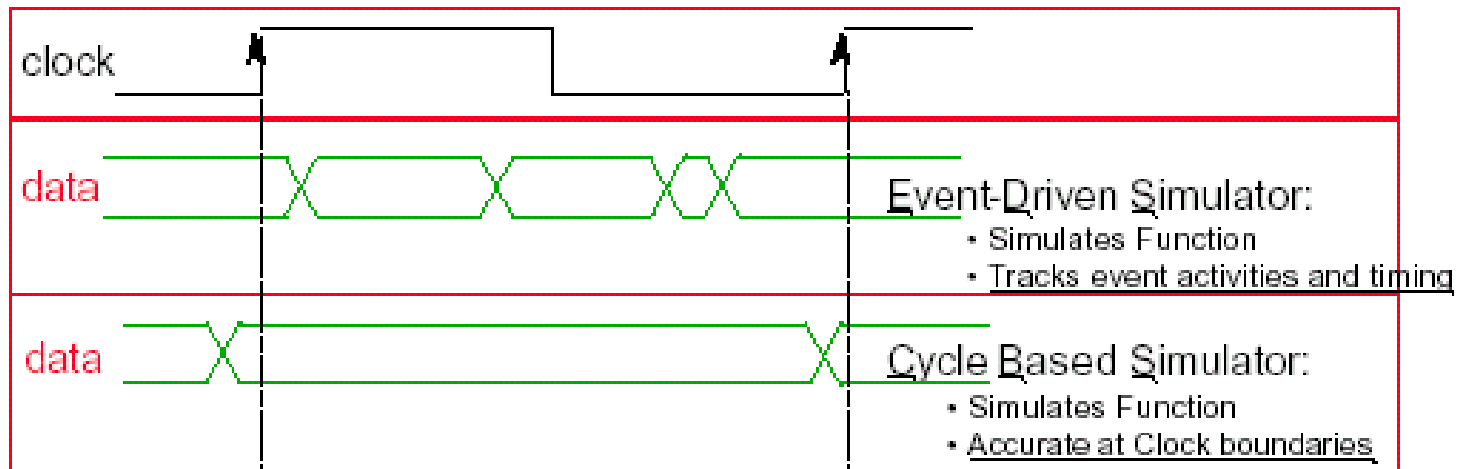 clock
data
Event-Driven Simulator:
• Simulates Function
• Tracks event activities and timing
data
Cycle Based Simulator:
• Simulates Function
• Accurate at Clock boundaries